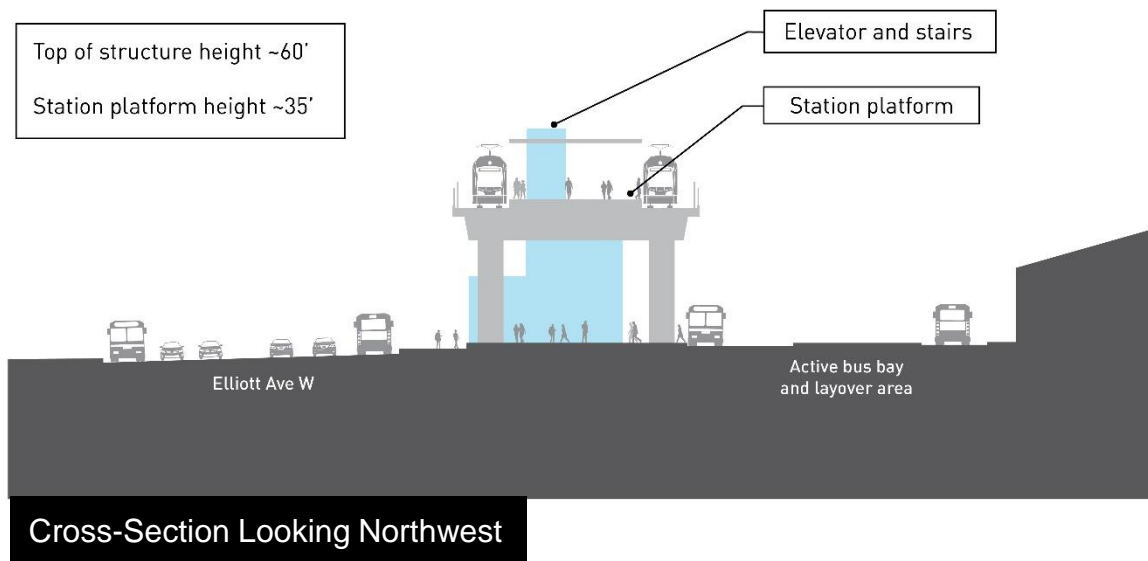 Top of structure height ~60'
Station platform height ~35'
Elevator and stairs
Station platform
Elliott Ave W
Active bus bay
and layover area
Cross-Section Looking Northwest